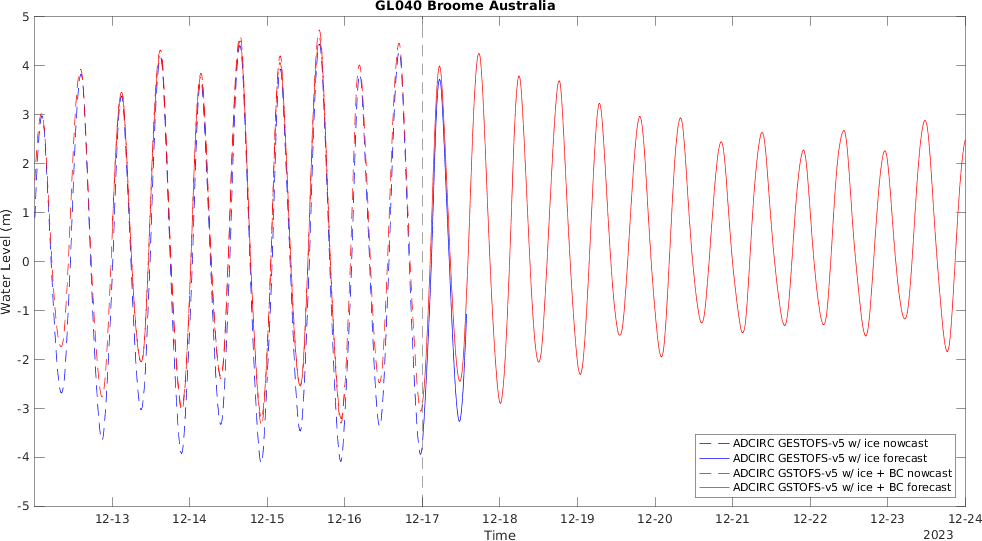 GL040 Broome Australia
5
4
3
2
1
0
-1
-2
-3
-4
-5
Water Level (m)
ADCIRC GESTOFS-v5 w/ ice nowcast
ADCIRC GESTOFS-v5 w/ ice forecast
ADCIRC GSTOFS-v5 w/ ice + BC nowcast
ADCIRC GSTOFS-v5 w/ ice + BC forecast
12-13 12-14 12-15 12-16 12-17 12-18 12-19 12-20 12-21 12-22 12-23 12-24
Time 2023